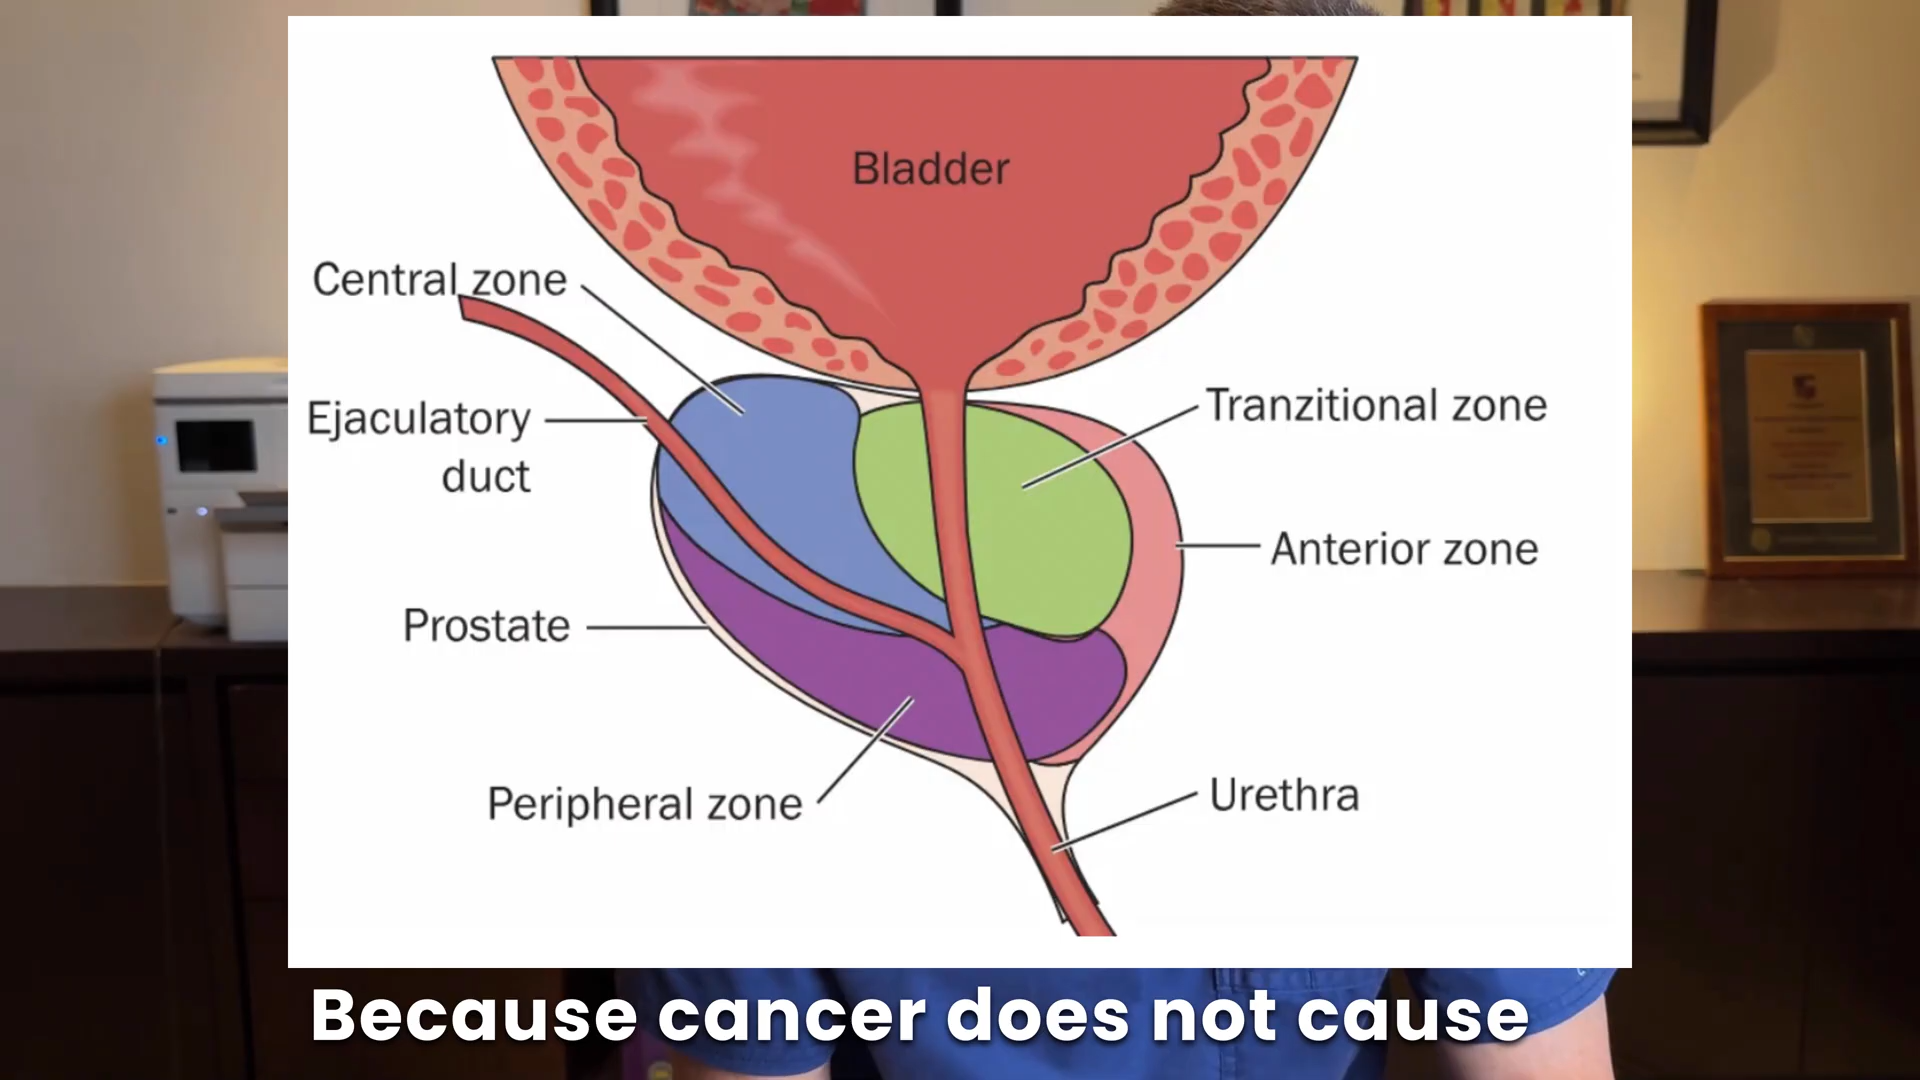 Bladder
Central zone
Ejaculatory
duct
Tranzitional zone
Anterior zone
Prostate
Peripheral zone
Urethra
Because cancer does not cause